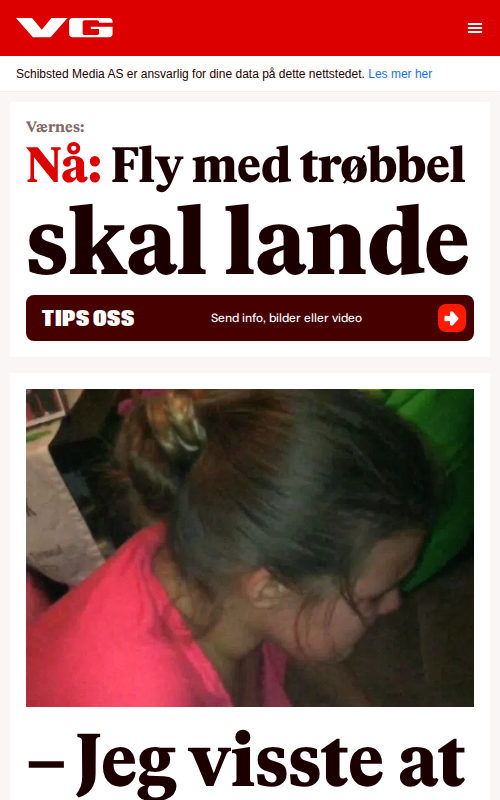 VG
Schibsted Media AS er ansvarlig for dine data på dette nettstedet. Les mer her
Værnes:
Nå: Fly med trøbbel
skal lande
TIPS OSS
Send info, bilder eller video
– Jeg visste at